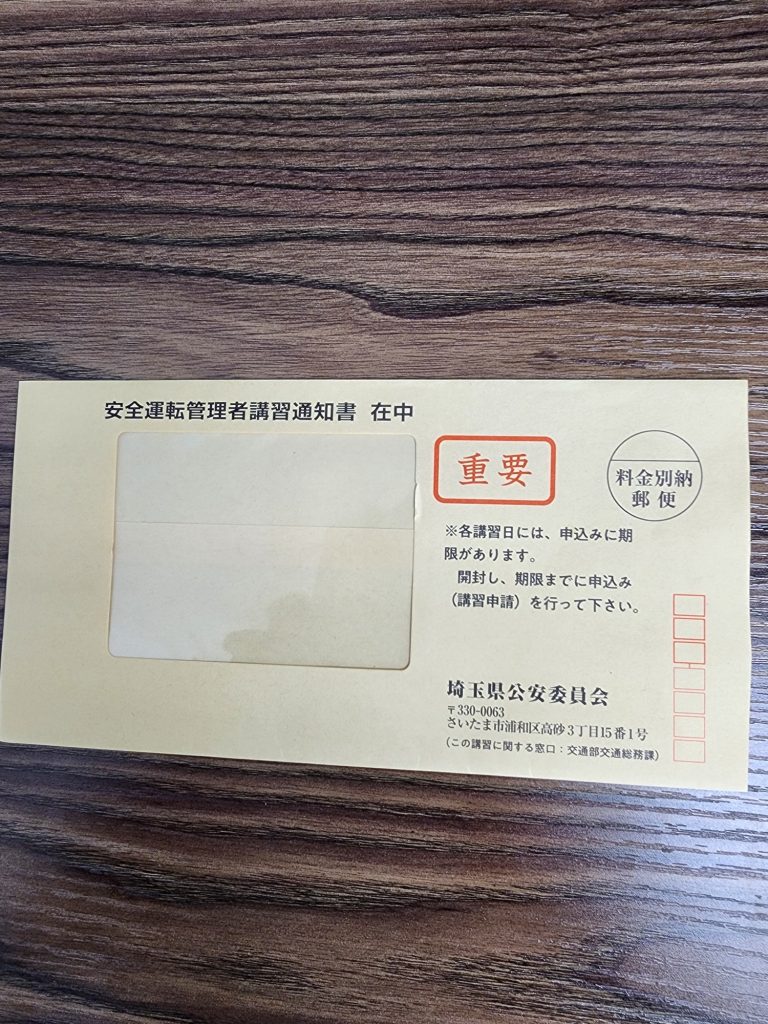 安全運転管理者講習通知書 在中
重要
料金別納
郵便
※各講習日には、申込みに期
限があります。
開封し、期限までに申込み
(講習申請)を行って下さい。
埼玉県公安委員会
〒330-0063
さいたま市浦和区高砂3丁目15番1号
(この講習に関する窓口:交通部交通総務課)